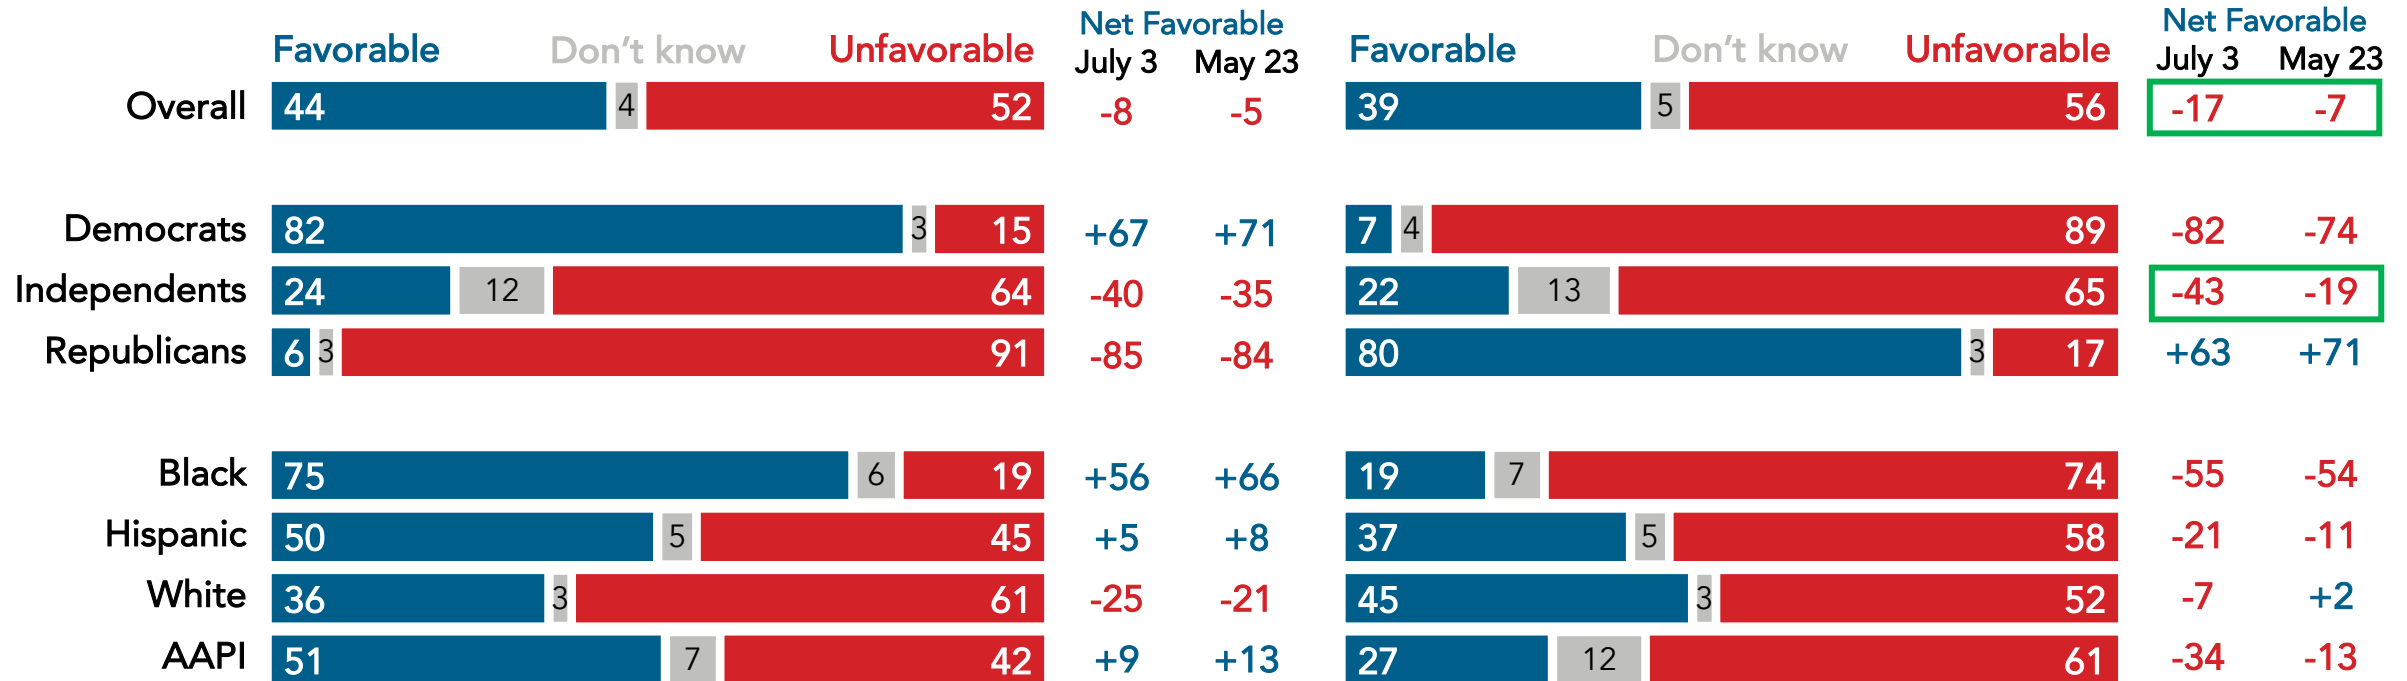 Net Favorable Net Favorable
Favorable Don't know Unfavorable July 3 May 23 Favorable Don't know Unfavorable July 3 May 23
Overall 44 4 52 -8 -5 39 5 56 -17 -7
Democrats 82 3 15 +67 +71 7 4 89 -82 -74
Independents 24 12 64 -40 -35 22 13 65 -43 -19
Republicans 6 3 91 -85 -84 80 3 17 +63 +71
Black 75 6 19 +56 +66 19 7 74 -55 -54
Hispanic 50 5 45 +5 +8 37 5 58 -21 -11
White 36 3 61 -25 -21 45 3 52 -7 +2
AAPI 51 7 42 +9 +13 27 12 61 -34 -13